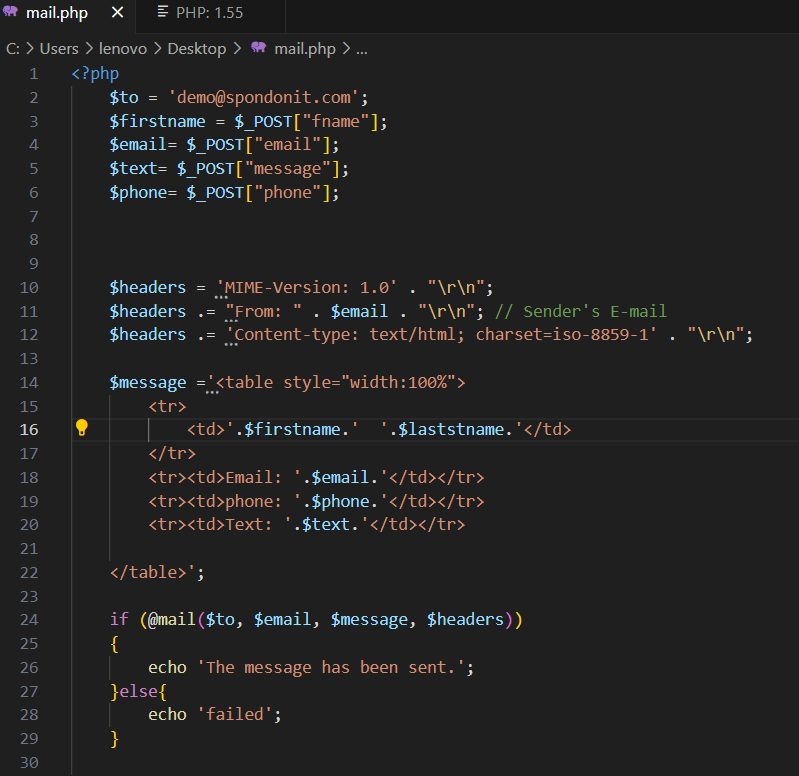 mail.php × PHP: 1.55
C: > Users > lenovo > Desktop > mail.php > ...
1 <?php
2     $to = 'demo@spondonit.com';
3     $firstname = $_POST["fname"];
4     $email= $_POST["email"];
5     $text= $_POST["message"];
6     $phone= $_POST["phone"];
7
8
9
10     $headers = 'MIME-Version: 1.0' . "\r\n";
11     $headers .= "From: " . $email . "\r\n"; // Sender's E-mail
12     $headers .= 'Content-type: text/html; charset=iso-8859-1' . "\r\n";
13
14     $message ='<table style="width:100%">
15         <tr>
16             <td>'.$firstname.'  '.$laststname.'</td>
17         </tr>
18         <tr><td>Email: '.$email.'</td></tr>
19         <tr><td>phone: '.$phone.'</td></tr>
20         <tr><td>Text: '.$text.'</td></tr>
21
22     </table>';
23
24     if (@mail($to, $email, $message, $headers))
25     {
26         echo 'The message has been sent.';
27     }else{
28         echo 'failed';
29     }
30